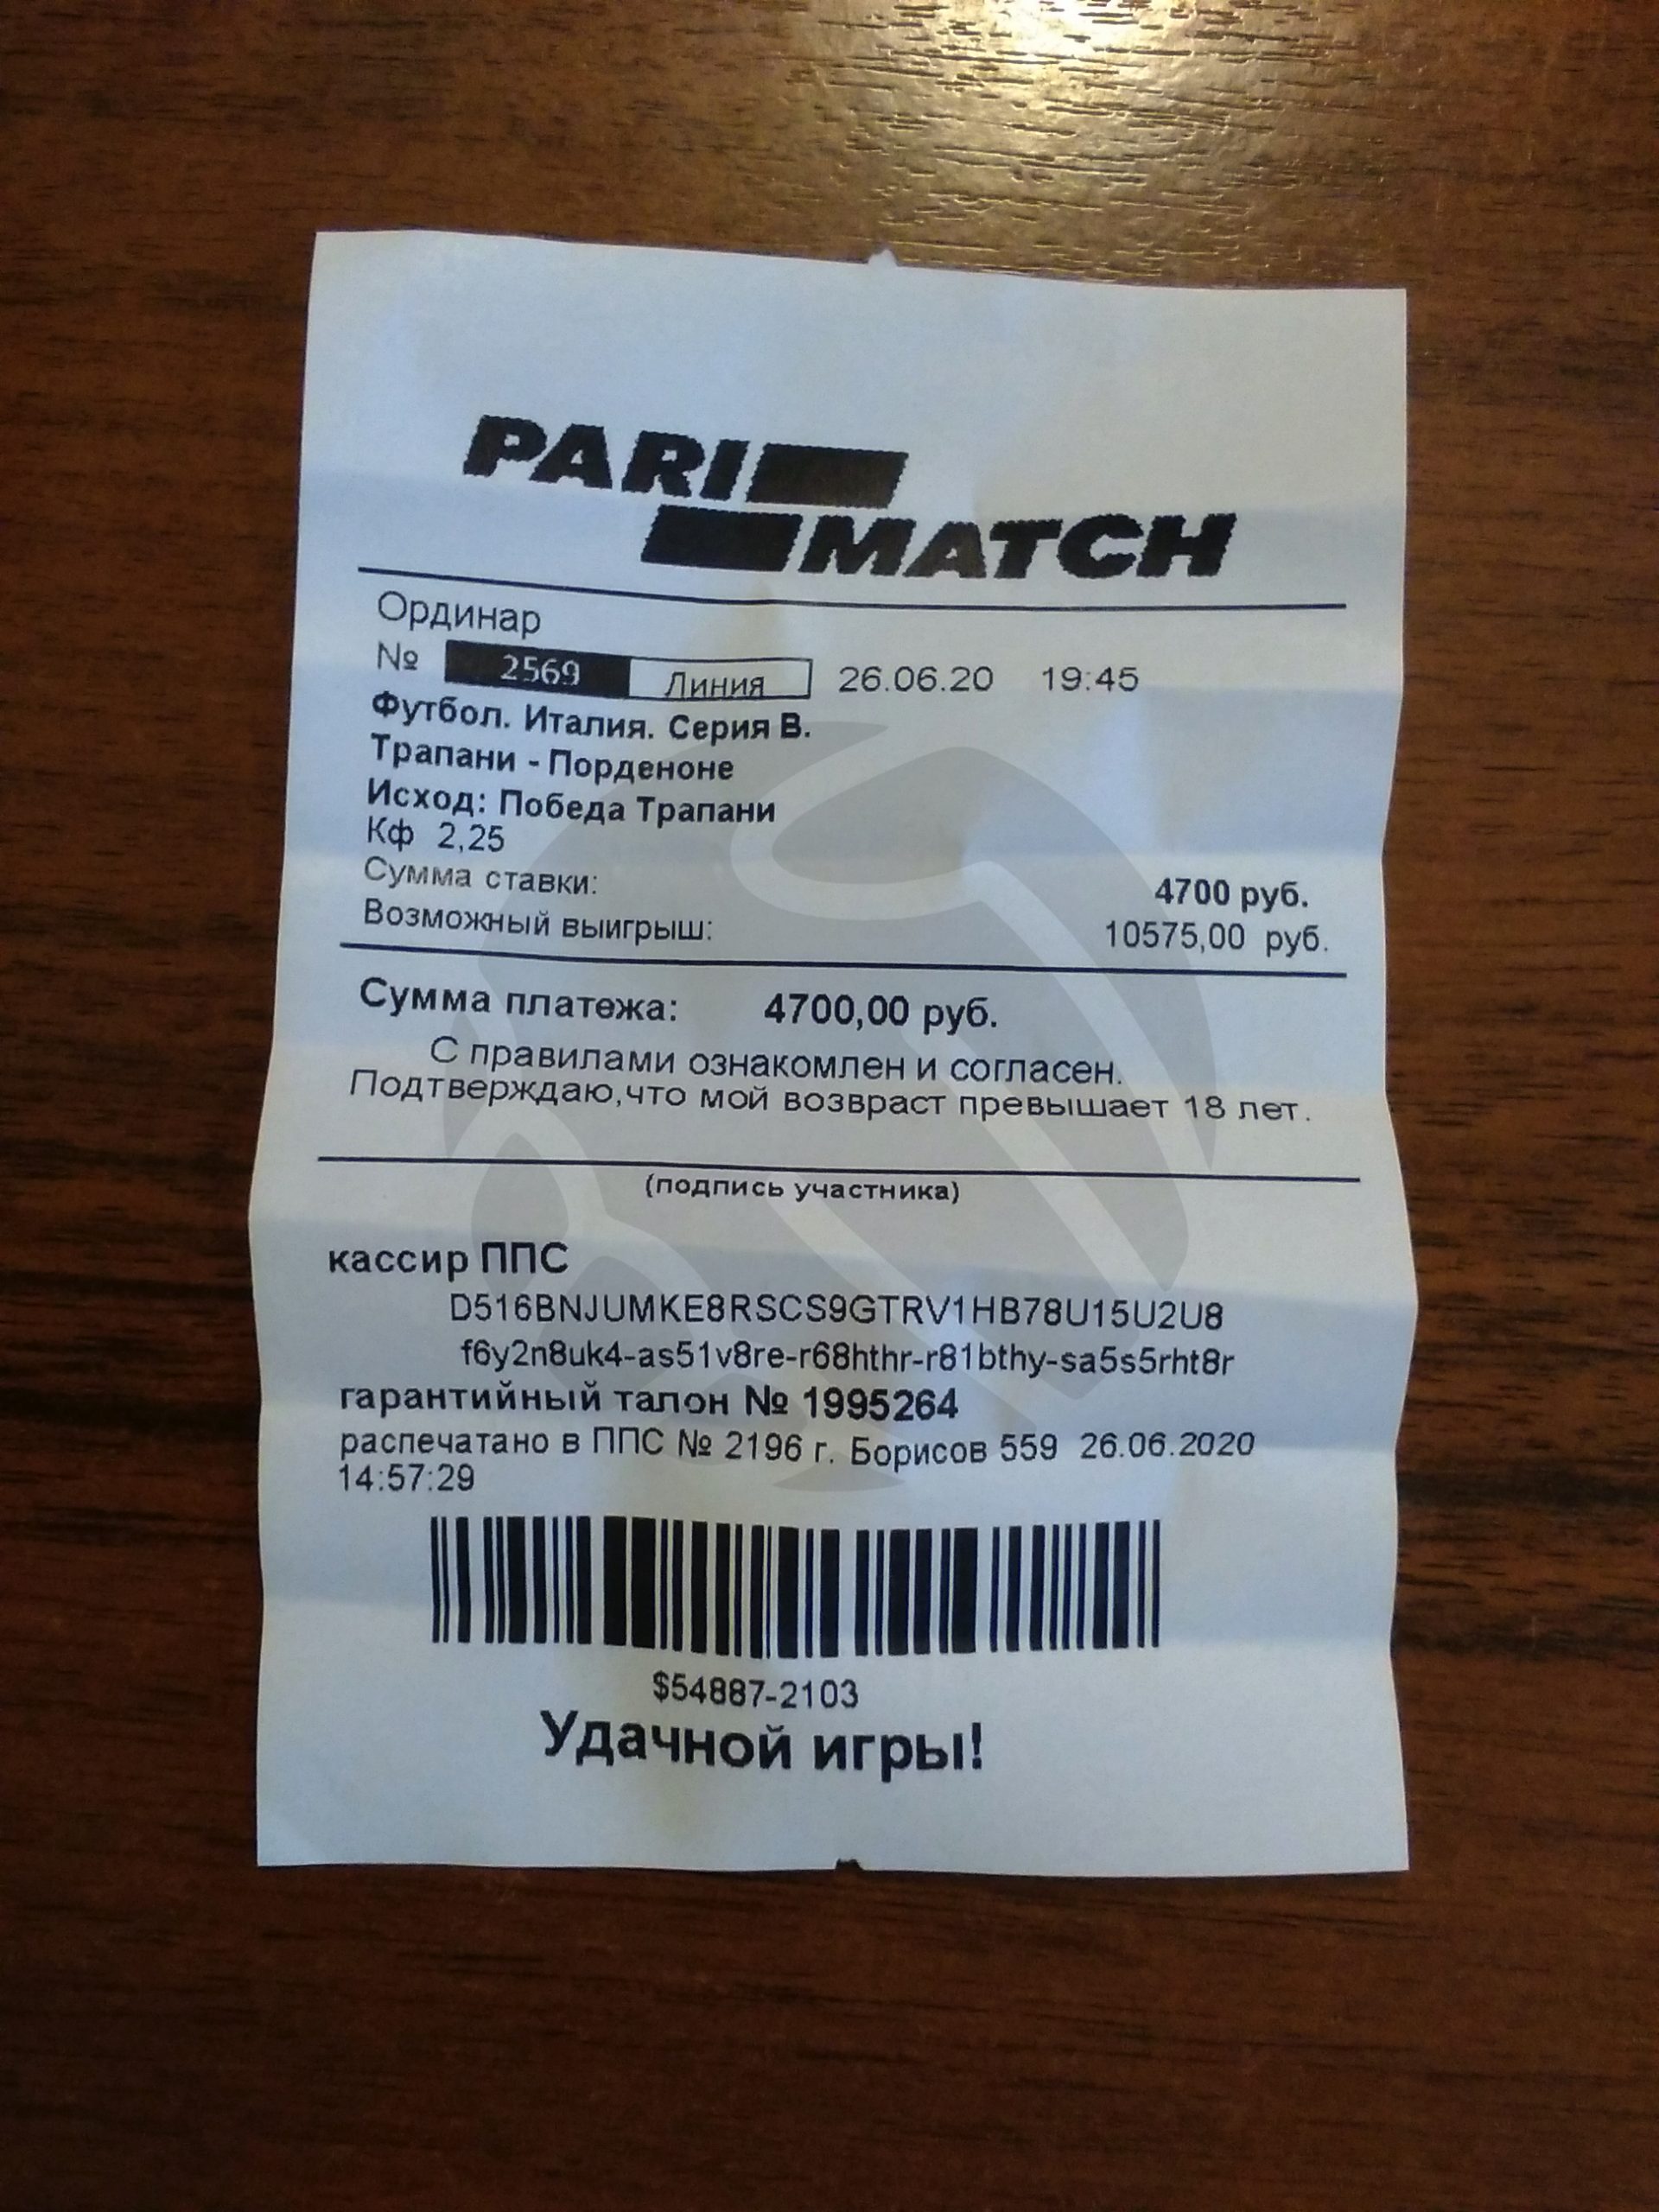 PARI
MATCH
Ординар
№ 2569 Линия 26.06.20 19:45
Футбол. Италия. Серия В.
Трапани - Порденоне
Исход: Победа Трапани
Кф 2,25
Сумма ставки: 4700 руб.
Возможный выигрыш: 10575,00 руб.
Сумма платежа: 4700,00 руб.
С правилами ознакомлен и согласен.
Подтверждаю,что мой возвраст превышает 18 лет.
(подпись участника)
кассир ППС
D516BNJUMKE8RSCS9GTRV1HB78U15U2U8
f6y2n8uk4-as51v8re-r68hthr-r81bthy-sa5s5rht8r
гарантийный талон № 1995264
распечатано в ППС № 2196 г. Борисов 559 26.06.2020
14:57:29
$54887-2103
Удачной игры!